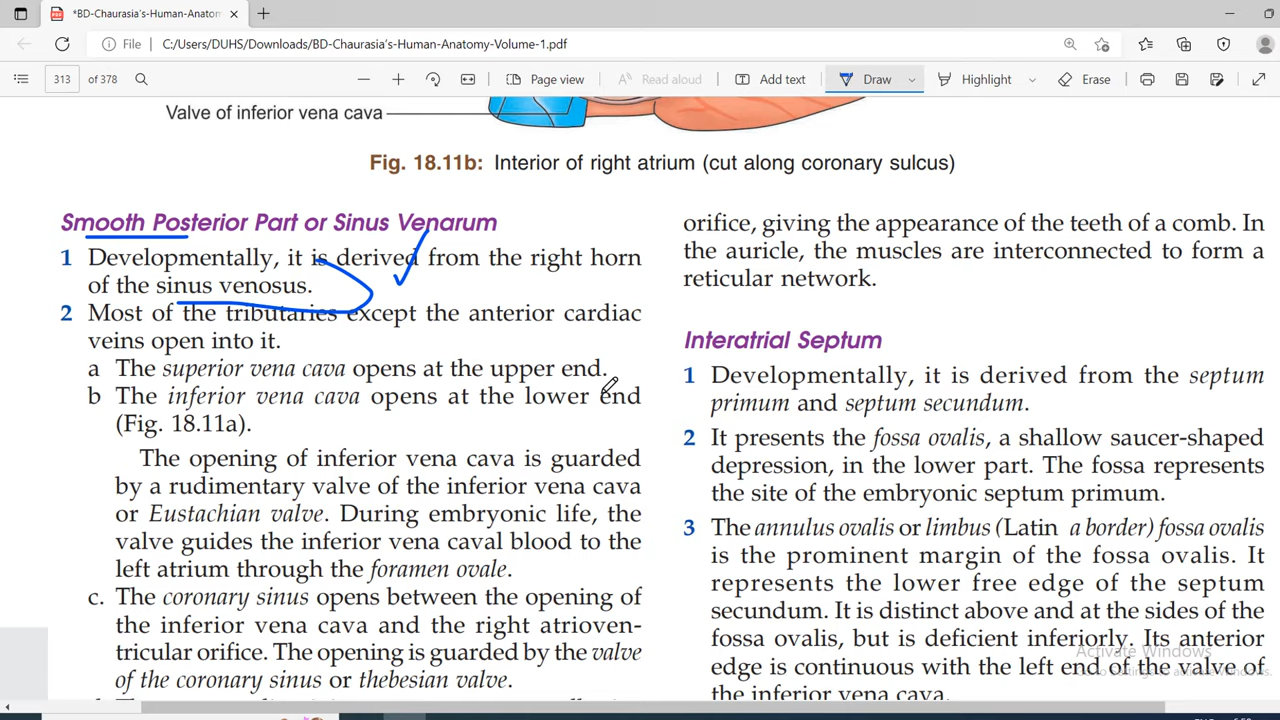 *BD-Chaurasia's-Human-Anatom
File
C:/Users/DUHS/Downloads/BD-Chaurasia's-Human-Anatomy-Volume-1.pdf
313 of 378
Page view
Read aloud
Add text
Draw
Highlight
Erase
Valve of inferior vena cava
Fig. 18.11b: Interior of right atrium (cut along coronary sulcus)
Smooth Posterior Part or Sinus Venarum
1 Developmentally, it is derived from the right horn
of the sinus venosus.
2 Most of the tributaries except the anterior cardiac
veins open into it.
a The superior vena cava opens at the upper end.
b The inferior vena cava opens at the lower end
(Fig. 18.11a).
The opening of inferior vena cava is guarded
by a rudimentary valve of the inferior vena cava
or Eustachian valve. During embryonic life, the
valve guides the inferior vena caval blood to the
left atrium through the foramen ovale.
c. The coronary sinus opens between the opening of
the inferior vena cava and the right atrioven-
tricular orifice. The opening is guarded by the valve
of the coronary sinus or thebesian valve.
orifice, giving the appearance of the teeth of a comb. In
the auricle, the muscles are interconnected to form a
reticular network.
Interatrial Septum
1 Developmentally, it is derived from the septum
primum and septum secundum.
2 It presents the fossa ovalis, a shallow saucer-shaped
depression, in the lower part. The fossa represents
the site of the embryonic septum primum.
3 The annulus ovalis or limbus (Latin a border) fossa ovalis
is the prominent margin of the fossa ovalis. It
represents the lower free edge of the septum
secundum. It is distinct above and at the sides of the
fossa ovalis, but is deficient inferiorly. Its anterior
edge is continuous with the left end of the valve of
the inferior vena cava.
Activate Windows
Go to Settings to activate Windows.